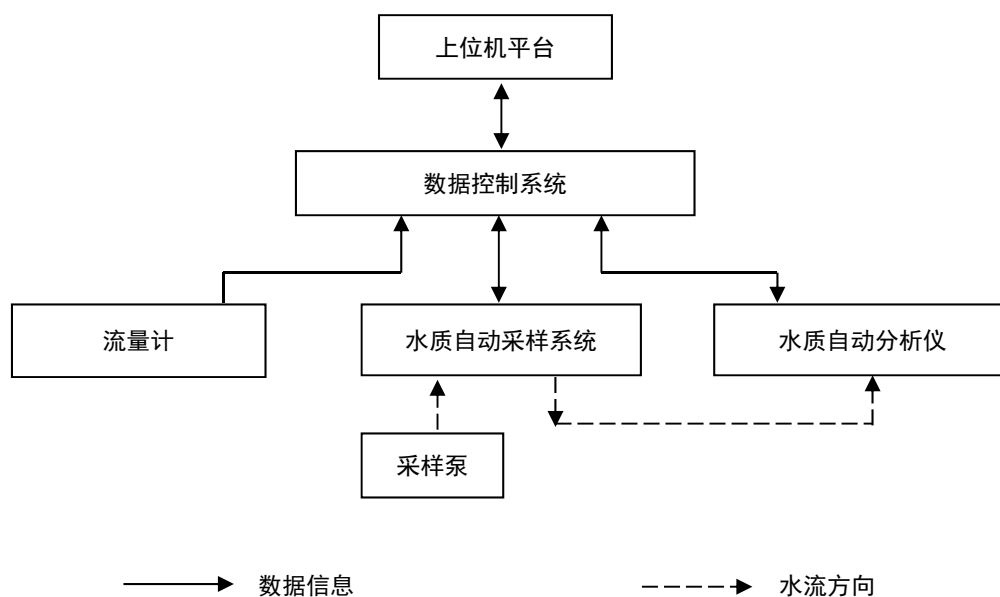 上位机平台
数据控制系统
流量计
水质自动采样系统
水质自动分析仪
采样泵
数据信息
水流方向